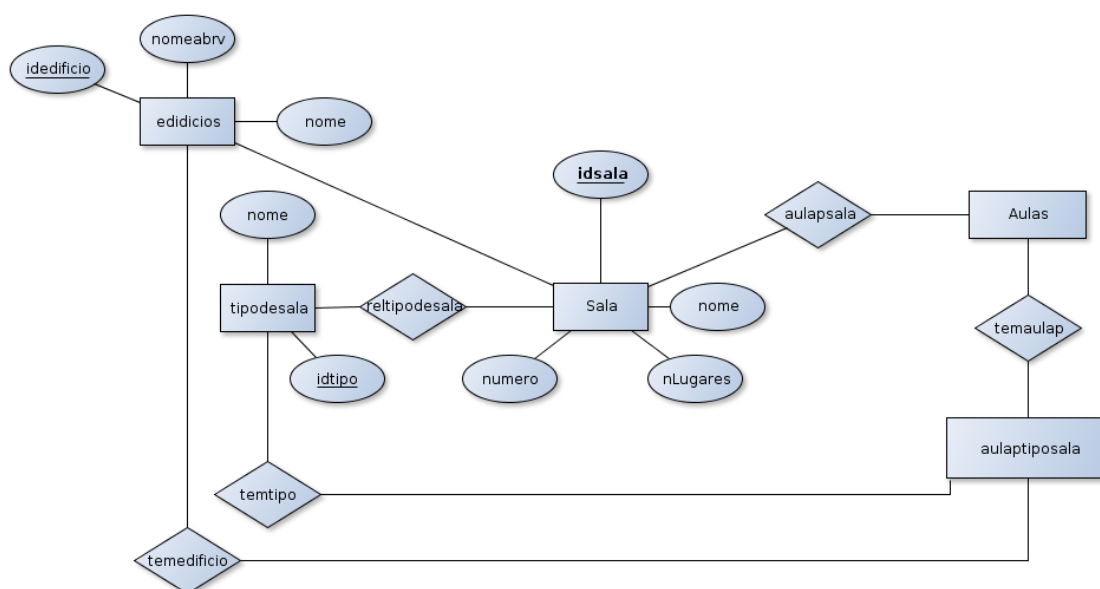 nomeabrv
idedificio
edidicios
nome
idsala
nome
aulapsala
Aulas
tipodesala
reltipodesala
Sala
nome
temaulap
idtipo
numero
nLugares
aulaptiposala
temtipo
temedificio